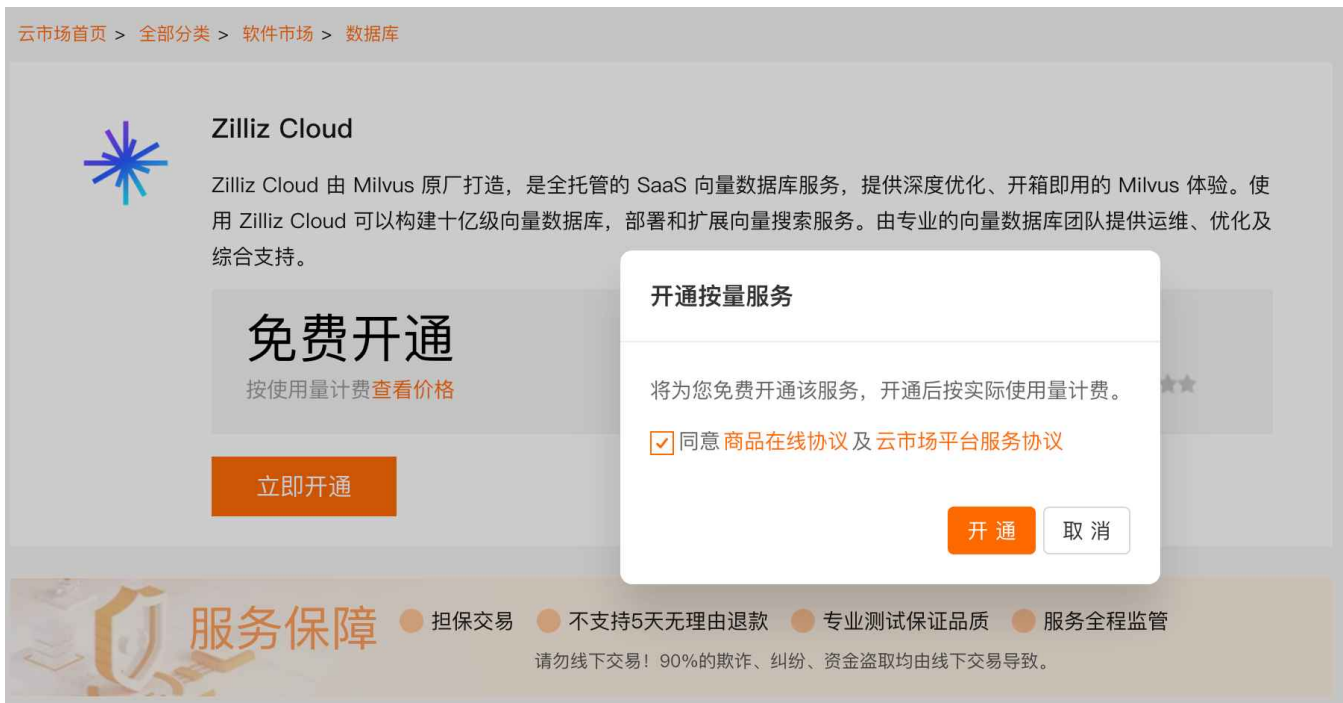 云市场首页 > 全部分类 > 软件市场 > 数据库
Zilliz Cloud
Zilliz Cloud 由 Milvus 原厂打造，是全托管的 SaaS 向量数据库服务，提供深度优化、开箱即用的 Milvus 体验。使
用 Zilliz Cloud 可以构建十亿级向量数据库，部署和扩展向量搜索服务。由专业的向量数据库团队提供运维、优化及
综合支持。
免费开通
按使用量计费查看价格
立即开通
开通按量服务
将为您免费开通该服务，开通后按实际使用量计费。
同意 商品在线协议 及 云市场平台服务协议
开 通 取 消
服务保障 担保交易 不支持5天无理由退款 专业测试保证品质 服务全程监管
请勿线下交易！90%的欺诈、纠纷、资金盗取均由线下交易导致。